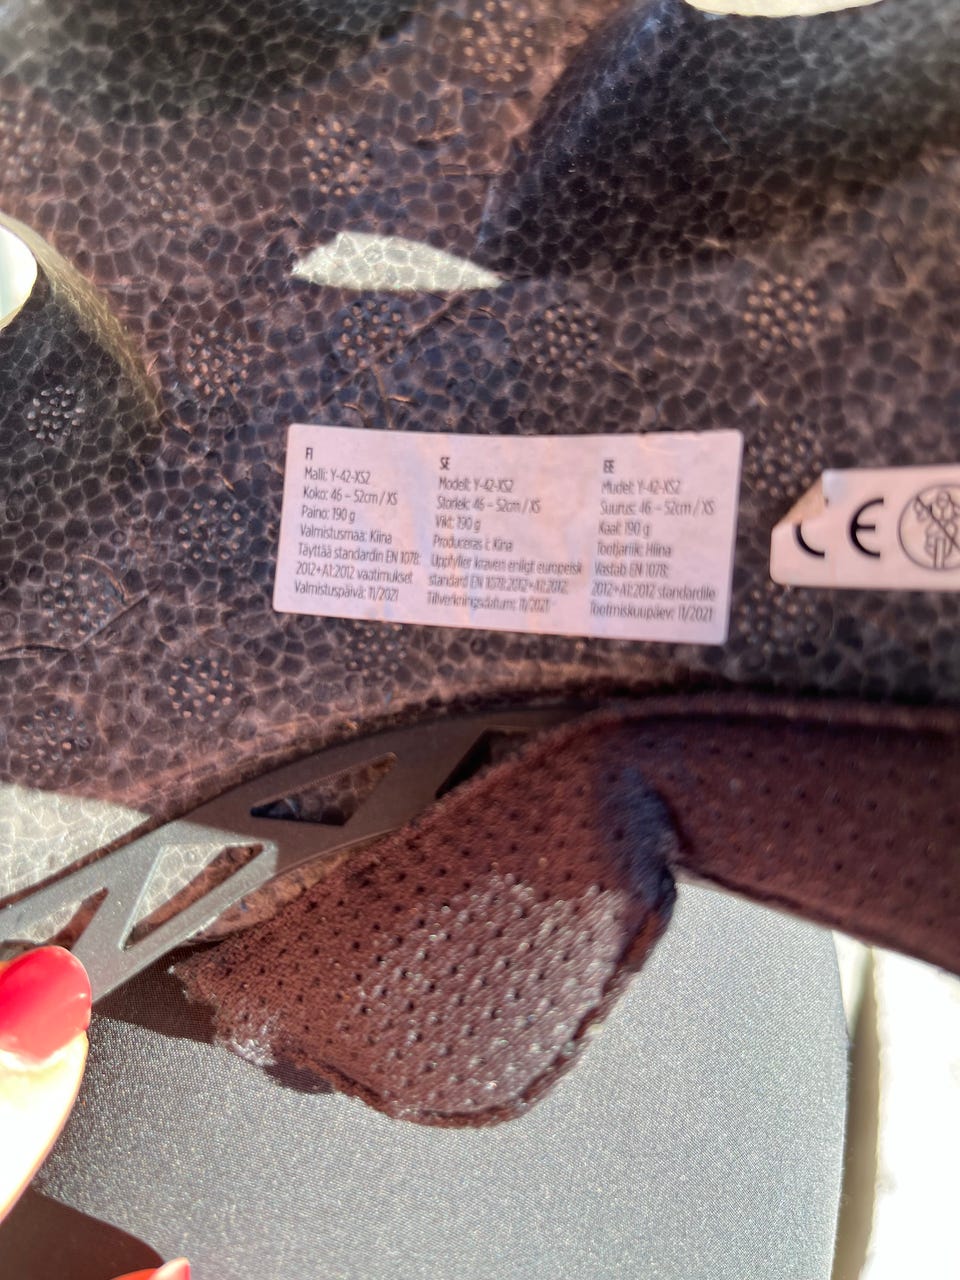 FI
Malli: Y-42-XS2
Koko: 46 – 52cm / XS
Paino: 190 g
Valmistusmaa: Kiina
Täyttää standardin EN 1078:
2012+A1:2012 vaatimukset
Valmistuspäivä: 11/2021
SE
Modell: Y-42-XS2
Storlek: 46 – 52cm / XS
Vikt: 190 g
Produceras i: Kina
Uppfyller kraven enligt europeisk
standard EN 1078:2012+A1:2012.
Tillverkningsdatum: 11/2021
EE
Mudel: Y-42-XS2
Suurus: 46 – 52cm / XS
Kaal: 190 g
Tootjariik: Hiina
Vastab EN 1078:
2012+A1:2012 standardile
Tootmiskuupäev: 11/2021
CE